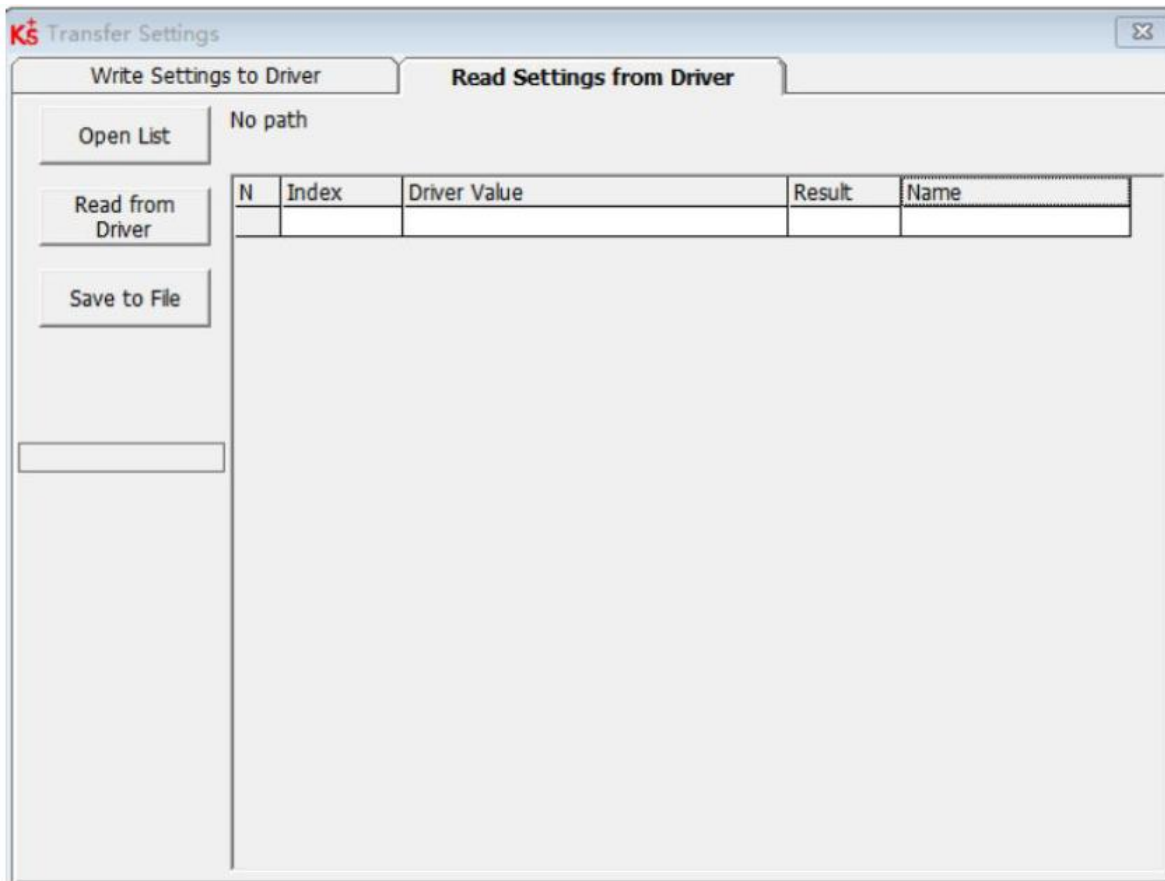 K+S Transfer Settings
Write Settings to Driver
Read Settings from Driver
Open List
No path
Read from
Driver
Save to File
N Index Driver Value Result Name